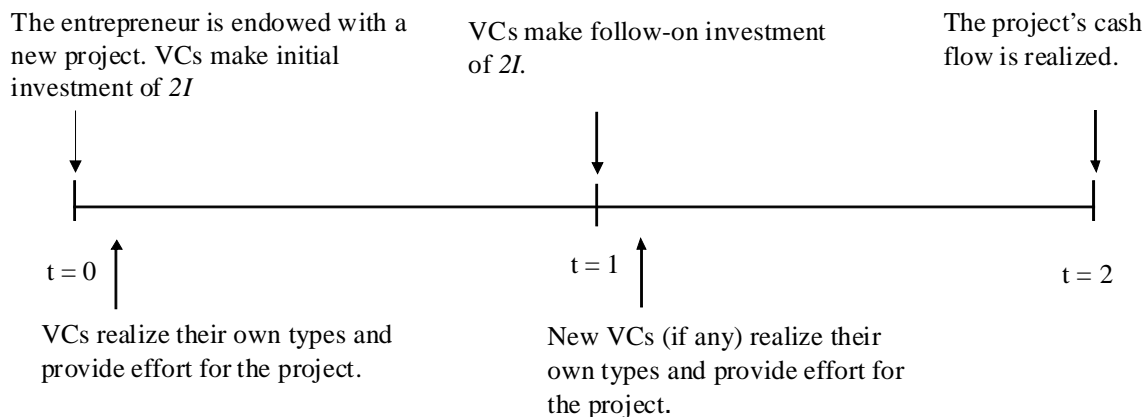 The entrepreneur is endowed with a
new project. VCs make initial
investment of 2I
VCs make follow-on investment
of 2I.
The project's cash
flow is realized.
t = 0
t = 1
t = 2
VCs realize their own types and
provide effort for the project.
New VCs (if any) realize their
own types and provide effort for
the project.